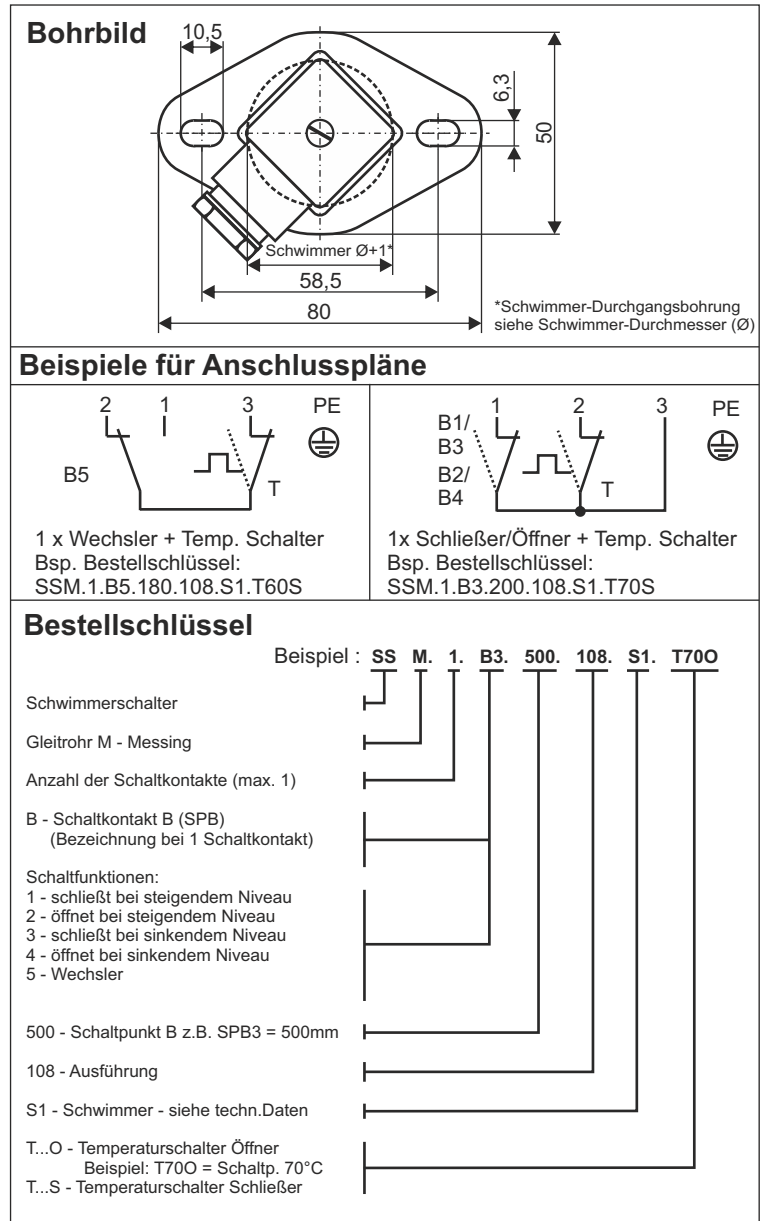 Bohrbild
10,5
6,3
50
Schwimmer Ø+1*
58,5
80
*Schwimmer-Durchgangsbohrung
siehe Schwimmer-Durchmesser (Ø)
Beispiele für Anschlusspläne
2 1 3 PE
B5
T
1 x Wechsler + Temp. Schalter
Bsp. Bestellschlüssel:
SSM.1.B5.180.108.S1.T60S
1 2 3 PE
B1/
B3
B2/
B4
T
1x Schließer/Öffner + Temp. Schalter
Bsp. Bestellschlüssel:
SSM.1.B3.200.108.S1.T70S
Bestellschlüssel
Beispiel : SS M. 1. B3. 500. 108. S1. T70O
Schwimmerschalter
Gleitrohr M - Messing
Anzahl der Schaltkontakte (max. 1)
B - Schaltkontakt B (SPB)
(Bezeichnung bei 1 Schaltkontakt)
Schaltfunktionen:
1 - schließt bei steigendem Niveau
2 - öffnet bei steigendem Niveau
3 - schließt bei sinkendem Niveau
4 - öffnet bei sinkendem Niveau
5 - Wechsler
500 - Schaltpunkt B z.B. SPB3 = 500mm
108 - Ausführung
S1 - Schwimmer - siehe techn.Daten
T...O - Temperaturschalter Öffner
Beispiel: T70O = Schaltp. 70°C
T...S - Temperaturschalter Schließer